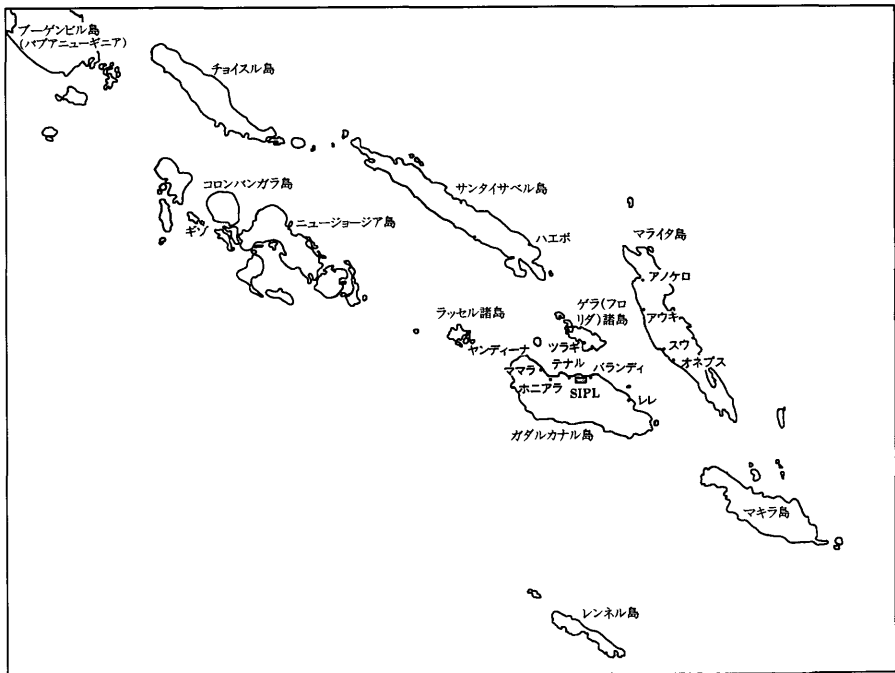 ブーゲンビル島
(パプアニューギニア)
チョイスル島
コロンバンガラ島
サンタイサベル島
ギゾ
ニュージョージア島
ハエボ
マライタ島
アノケロ
ゲラ(フロ
リダ)諸島
ラッセル諸島
アウキ
ヤンディーナ
ツラギ
スウ
オネプス
ママラ
テナル
バランディ
ホニアラ
SIPL
レレ
ガダルカナル島
マキラ島
レンネル島